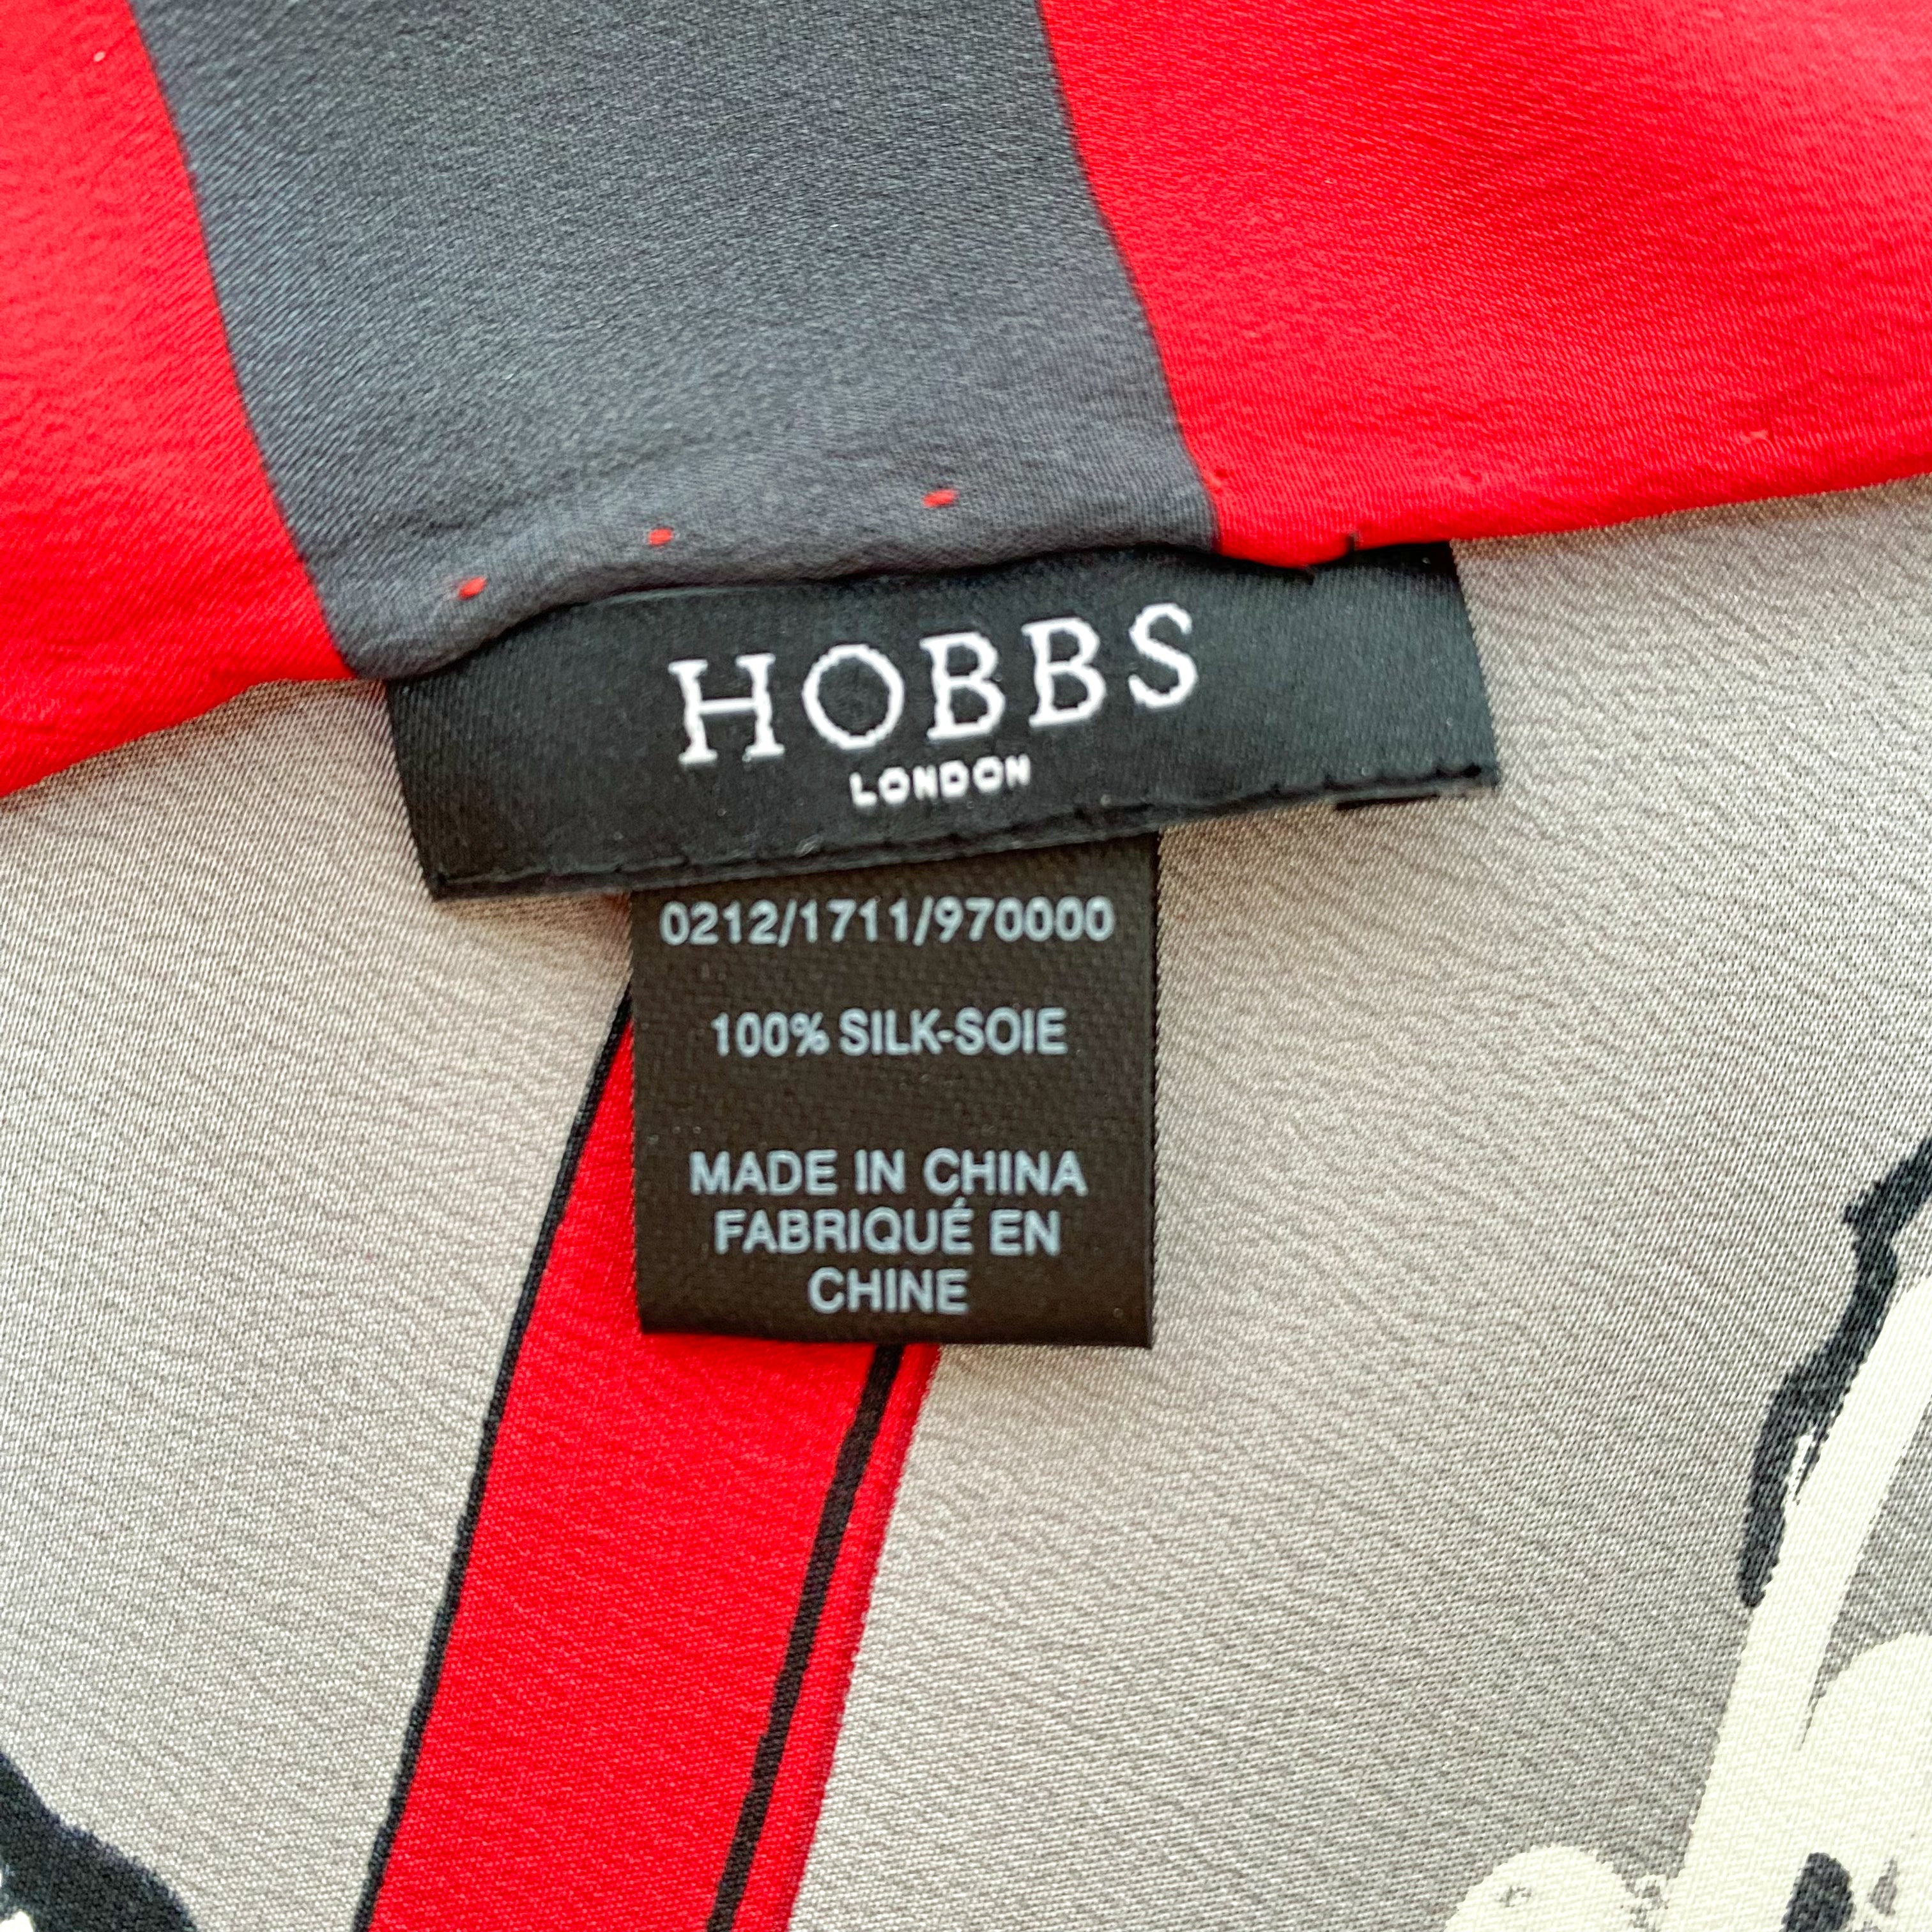 HOBBS
LONDON
0212/1711/970000
100% SILK-SOIE
MADE IN CHINA
FABRIQUÉ EN
CHINE